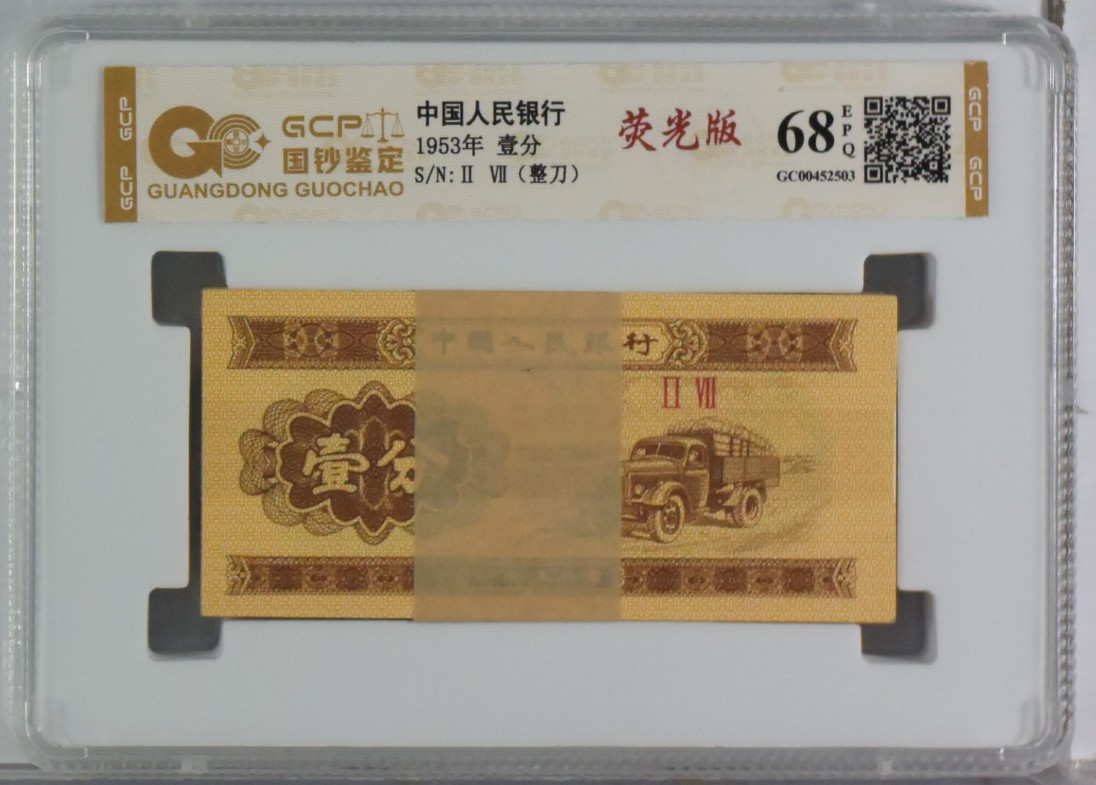 GCP
GCP
GCP
国钞鉴定
GUANGDONG GUOCHAO
中国人民银行
1953年 壹分
S/N: II VII (整刀)
荧光版
68
EPQ
GC00452503
GCP
GCP
中國人民銀行
II VII
壹分